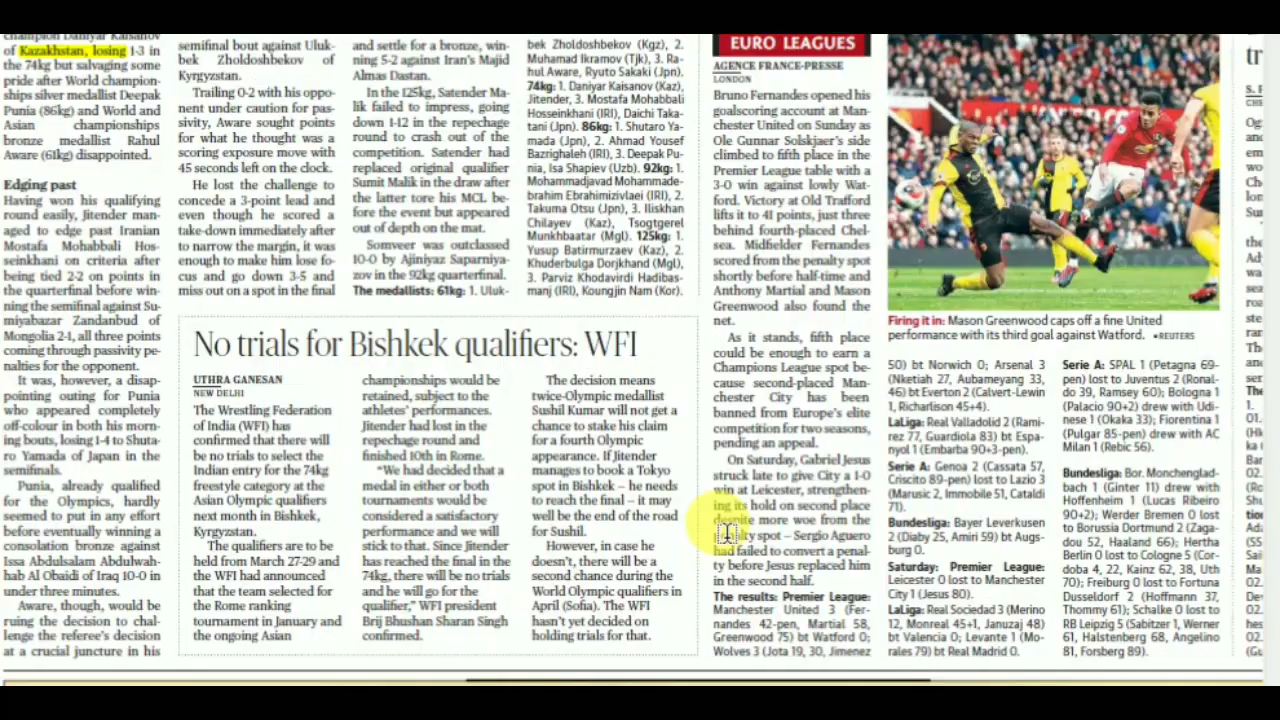 champion Daniyar Kaisanov
of Kazakhstan, losing 1-3 in
the 74kg but salvaging some
pride after World champion-
ships silver medallist Deepak
Punia (86kg) and World and
Asian championships
bronze medallist Rahul
Aware (61kg) disappointed.
Edging past
Having won his qualifying
round easily, Jitender man-
aged to edge past Iranian
Mostafa Mohabbali Hos-
seinkhani on criteria after
being tied 2-2 on points in
the quarterfinal before win-
ning the semifinal against Su-
miyabazar Zandanbud of
Mongolia 2-1, all three points
coming through passivity pe-
nalties for the opponent.
It was, however, a disap-
pointing outing for Punia
who appeared completely
off-colour in both his morn-
ing bouts, losing 1-4 to Shuta-
ro Yamada of Japan in the
semifinals.
Punia, already qualified
for the Olympics, hardly
seemed to put in any effort
before eventually winning a
consolation bronze against
Issa Abdulsalam Abdulwah-
hab Al Obaidi of Iraq 10-0 in
under three minutes.
Aware, though, would be
ruing the decision to chal-
lenge the referee's decision
at a crucial juncture in his
semifinal bout against Uluk-
bek Zholdoshbekov of
Kyrgyzstan.
Trailing 0-2 with his oppo-
nent under caution for pas-
sivity, Aware sought points
for what he thought was a
scoring exposure move with
45 seconds left on the clock.
He lost the challenge to
concede a 3-point lead and
even though he scored a
take-down immediately after
to narrow the margin, it was
enough to make him lose fo-
cus and go down 3-5 and
miss out on a spot in the final
and settle for a bronze, win-
ning 5-2 against Iran's Majid
Almas Dastan.
In the 125kg, Satender Ma-
lik failed to impress, going
down 1-12 in the repechage
round to crash out of the
competition. Satender had
replaced original qualifier
Sumit Malik in the draw after
the latter tore his MCL be-
fore the event but appeared
out of depth on the mat.
Somveer was outclassed
10-0 by Ajiniyaz Saparniya-
zov in the 92kg quarterfinal.
The medallists: 61kg: 1. Uluk-
bek Zholdoshbekov (Kgz), 2.
Muhamad Ikramov (Tjk), 3. Ra-
hul Aware, Ryuto Sakaki (Jpn).
74kg: 1. Daniyar Kaisanov (Kaz),
Jitender, 3. Mostafa Mohabbali
Hosseinkhani (IRI), Daichi Taka-
tani (Jpn). 86kg: 1. Shutaro Ya-
mada (Jpn), 2. Ahmad Yousef
Bazrighaleh (IRI), 3. Deepak Pu-
nia, Isa Shapiev (Uzb). 92kg: 1.
Mohammadjavad Mohammade-
brahim Ebrahimizivlaei (IRI), 2.
Takuma Otsu (Jpn), 3. Iliskhan
Chilayev (Kaz), Tsogtgerel
Munkhbaatar (Mgl). 125kg: 1.
Yusup Batirmurzaev (Kaz), 2.
Khuderbulga Dorjkhand (Mgl),
3. Parviz Khodavirdi Hadibas-
manj (IRI), Koungjin Nam (Kor).
No trials for Bishkek qualifiers: WFI
UTHRA GANESAN
NEW DELHI
The Wrestling Federation
of India (WFI) has
confirmed that there will
be no trials to select the
Indian entry for the 74kg
freestyle category at the
Asian Olympic qualifiers
next month in Bishkek,
Kyrgyzstan.
The qualifiers are to be
held from March 27-29 and
the WFI had announced
that the team selected for
the Rome ranking
tournament in January and
the ongoing Asian
championships would be
retained, subject to the
athletes' performances.
Jitender had lost in the
repechage round and
finished 10th in Rome.
"We had decided that a
medal in either or both
tournaments would be
considered a satisfactory
performance and we will
stick to that. Since Jitender
has reached the final in the
74kg, there will be no trials
and he will go for the
qualifier," WFI president
Brij Bhushan Sharan Singh
confirmed.
The decision means
twice-Olympic medallist
Sushil Kumar will not get a
chance to stake his claim
for a fourth Olympic
appearance. If Jitender
manages to book a Tokyo
spot in Bishkek – he needs
to reach the final – it may
well be the end of the road
for Sushil.
However, in case he
doesn't, there will be a
second chance during the
World Olympic qualifiers in
April (Sofia). The WFI
hasn't yet decided on
holding trials for that.
EURO LEAGUES
AGENCE FRANCE-PRESSE
LONDON
Bruno Fernandes opened his
goalscoring account at Man-
chester United on Sunday as
Ole Gunnar Solskjaer's side
climbed to fifth place in the
Premier League table with a
3-0 win against lowly Wat-
ford. Victory at Old Trafford
lifts it to 41 points, just three
behind fourth-placed Chel-
sea. Midfielder Fernandes
scored from the penalty spot
shortly before half-time and
Anthony Martial and Mason
Greenwood also found the
net.
As it stands, fifth place
could be enough to earn a
Champions League spot be-
cause second-placed Man-
chester City has been
banned from Europe's elite
competition for two seasons,
pending an appeal.
On Saturday, Gabriel Jesus
struck late to give City a 1-0
win at Leicester, strengthen-
ing its hold on second place
despite more woe from the
spot – Sergio Aguero
had failed to convert a penal-
ty before Jesus replaced him
in the second half.
The results: Premier League:
Manchester United 3 (Fer-
nandes 42-pen, Martial 58,
Greenwood 75) bt Watford 0;
Wolves 3 (Jota 19, 30, Jimenez
Firing it in: Mason Greenwood caps off a fine United
performance with its third goal against Watford. •REUTERS
50) bt Norwich 0; Arsenal 3
(Nketiah 27, Aubameyang 33,
46) bt Everton 2 (Calvert-Lewin
1, Richarlison 45+4).
LaLiga: Real Valladolid 2 (Rami-
rez 77, Guardiola 83) bt Espa-
nyol 1 (Embarba 90+3-pen).
Serie A: Genoa 2 (Cassata 57,
Criscito 89-pen) lost to Lazio 3
(Marusic 2, Immobile 51, Cataldi
71).
Bundesliga: Bayer Leverkusen
2 (Diaby 25, Amiri 59) bt Augs-
burg 0.
Saturday: Premier League:
Leicester 0 lost to Manchester
City 1 (Jesus 80).
LaLiga: Real Sociedad 3 (Merino
12, Monreal 45+1, Januzaj 48)
bt Valencia 0; Levante 1 (Mo-
rales 79) bt Real Madrid 0.
Serie A: SPAL 1 (Petagna 69-
pen) lost to Juventus 2 (Ronal-
do 39, Ramsey 60); Bologna 1
(Palacio 90+2) drew with Udi-
nese 1 (Okaka 33); Fiorentina 1
(Pulgar 85-pen) drew with AC
Milan 1 (Rebic 56).
Bundesliga: Bor. Monchenglad-
bach 1 (Ginter 11) drew with
Hoffenheim 1 (Lucas Ribeiro
90+2); Werder Bremen 0 lost
to Borussia Dortmund 2 (Zaga-
dou 52, Haaland 66); Hertha
Berlin 0 lost to Cologne 5 (Cor-
doba 4, 22, Kainz 62, 38, Uth
70); Freiburg 0 lost to Fortuna
Dusseldorf 2 (Hoffmann 37,
Thommy 61); Schalke 0 lost to
RB Leipzig 5 (Sabitzer 1, Werner
61, Halstenberg 68, Angelino
81, Forsberg 89).